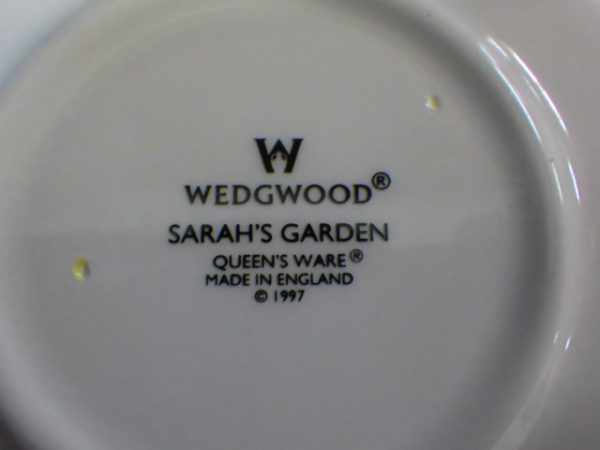 W
WEDGWOOD®
SARAH'S GARDEN
QUEEN'S WARE®
MADE IN ENGLAND
© 1997